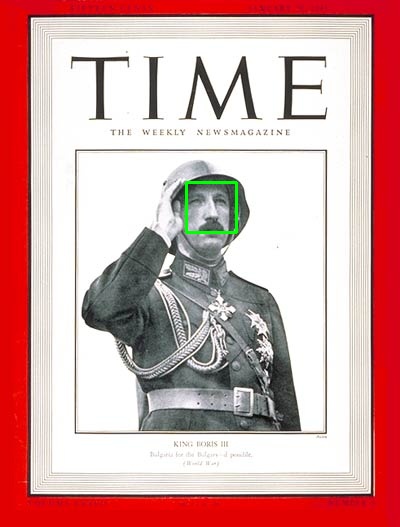 TIME
THE WEEKLY NEWSMAGAZINE
KING BORIS III
Bulgaria for the Bulgars—if possible.
(World War)